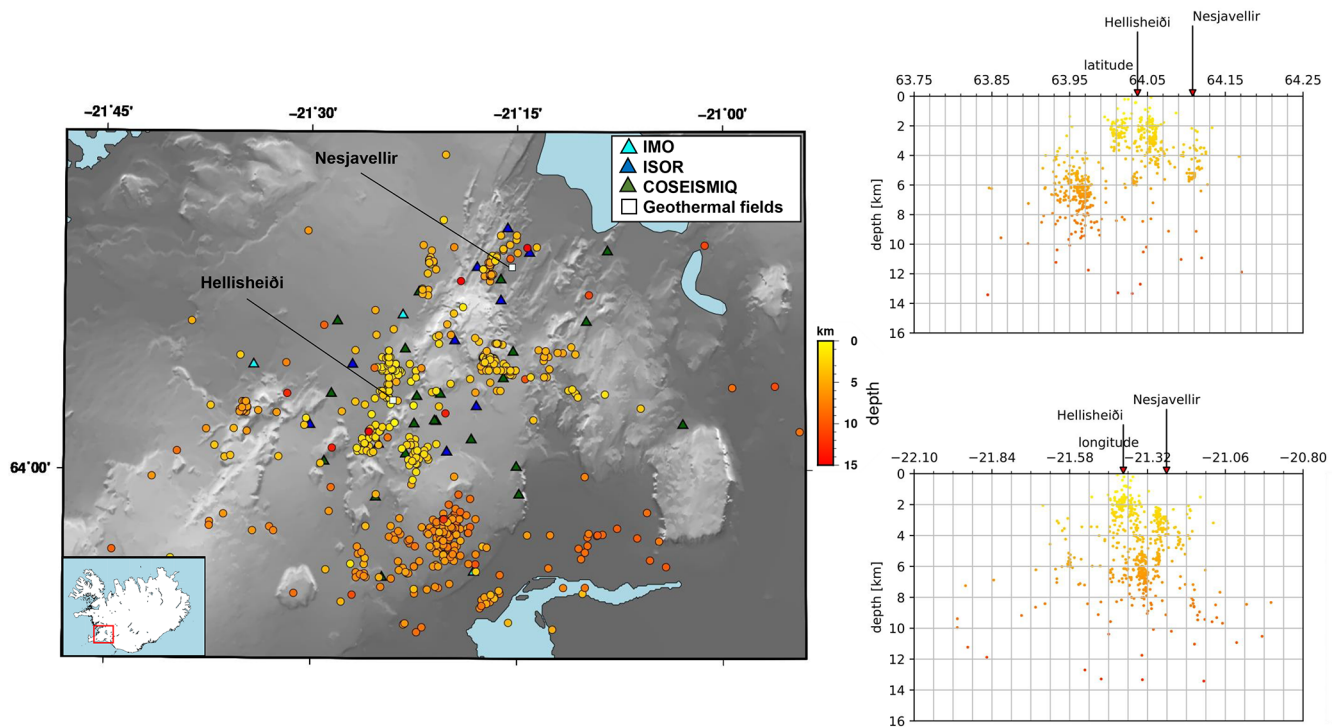 −21°45′ −21°30′ −21°15′ −21°00′
64°00′
Nesjavellir
Hellisheiði
IMO
ISOR
COSEISMIQ
Geothermal fields
km
0
5
10
15
depth
Hellisheiði Nesjavellir
latitude
63.75 63.85 63.95 64.05 64.15 64.25
0
2
4
6
8
10
12
14
16
depth [km]
Nesjavellir
Hellisheiði
longitude
−22.10 −21.84 −21.58 −21.32 −21.06 −20.80
0
2
4
6
8
10
12
14
16
depth [km]